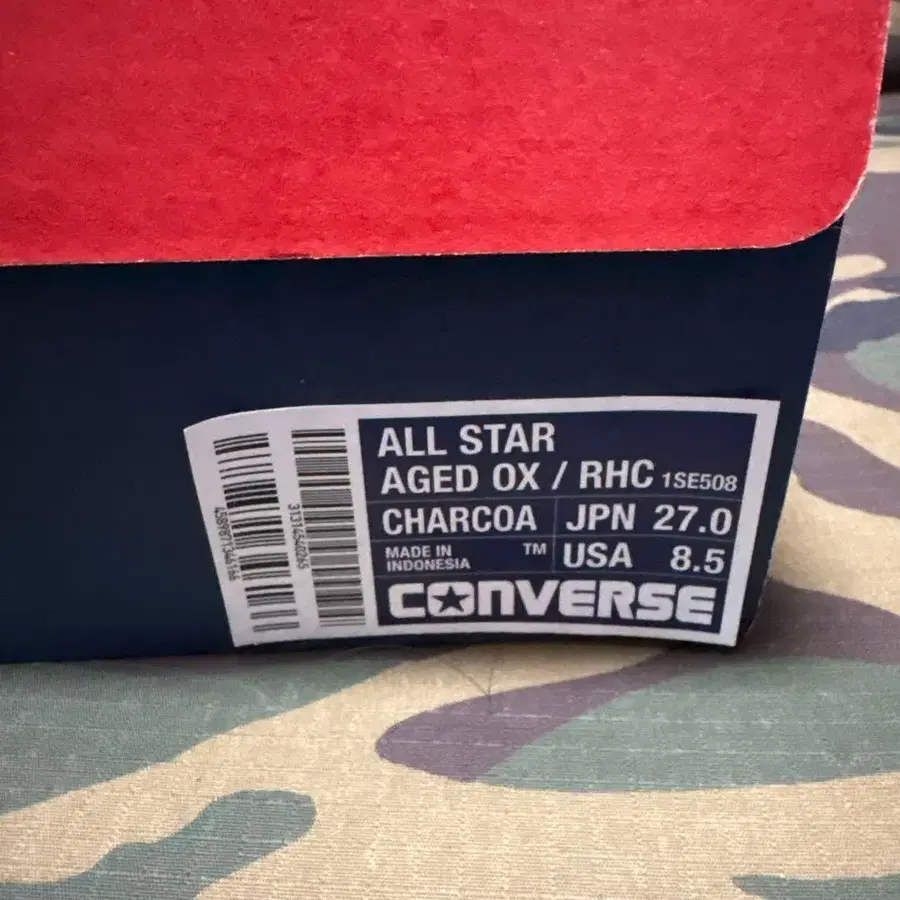 ALL STAR
AGED OX / RHC 1SE508
CHARCOA JPN 27.0
MADE IN
INDONESIA
TM
USA 8.5
CONVERSE